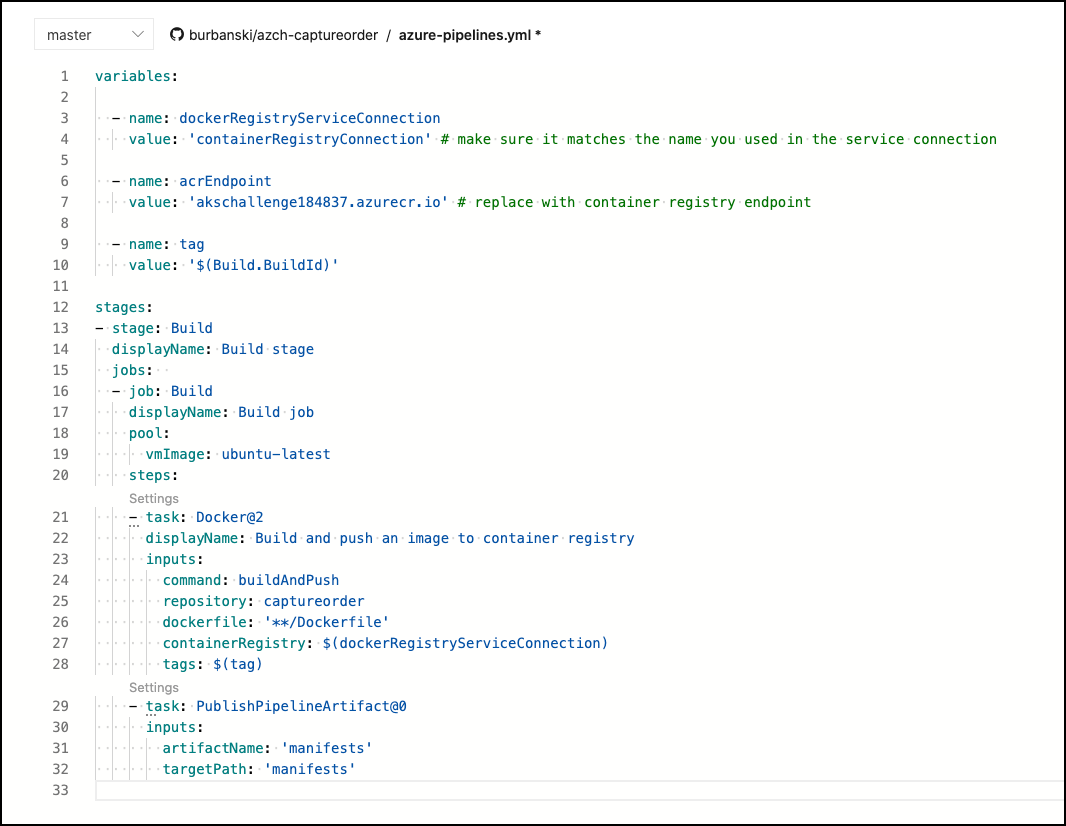 master burbanski/azch-captureorder / azure-pipelines.yml *
1 variables:
2
3 - name: dockerRegistryServiceConnection
4 value: 'containerRegistryConnection' # make sure it matches the name you used in the service connection
5
6 - name: acrEndpoint
7 value: 'akschallenge184837.azurecr.io' # replace with container registry endpoint
8
9 - name: tag
10 value: '$(Build.BuildId)'
11
12 stages:
13 - stage: Build
14 displayName: Build stage
15 jobs:
16 - job: Build
17 displayName: Build job
18 pool:
19 vmImage: ubuntu-latest
20 steps:
Settings
21 - task: Docker@2
22 displayName: Build and push an image to container registry
23 inputs:
24 command: buildAndPush
25 repository: captureorder
26 dockerfile: '**/Dockerfile'
27 containerRegistry: $(dockerRegistryServiceConnection)
28 tags: $(tag)
Settings
29 - task: PublishPipelineArtifact@0
30 inputs:
31 artifactName: 'manifests'
32 targetPath: 'manifests'
33